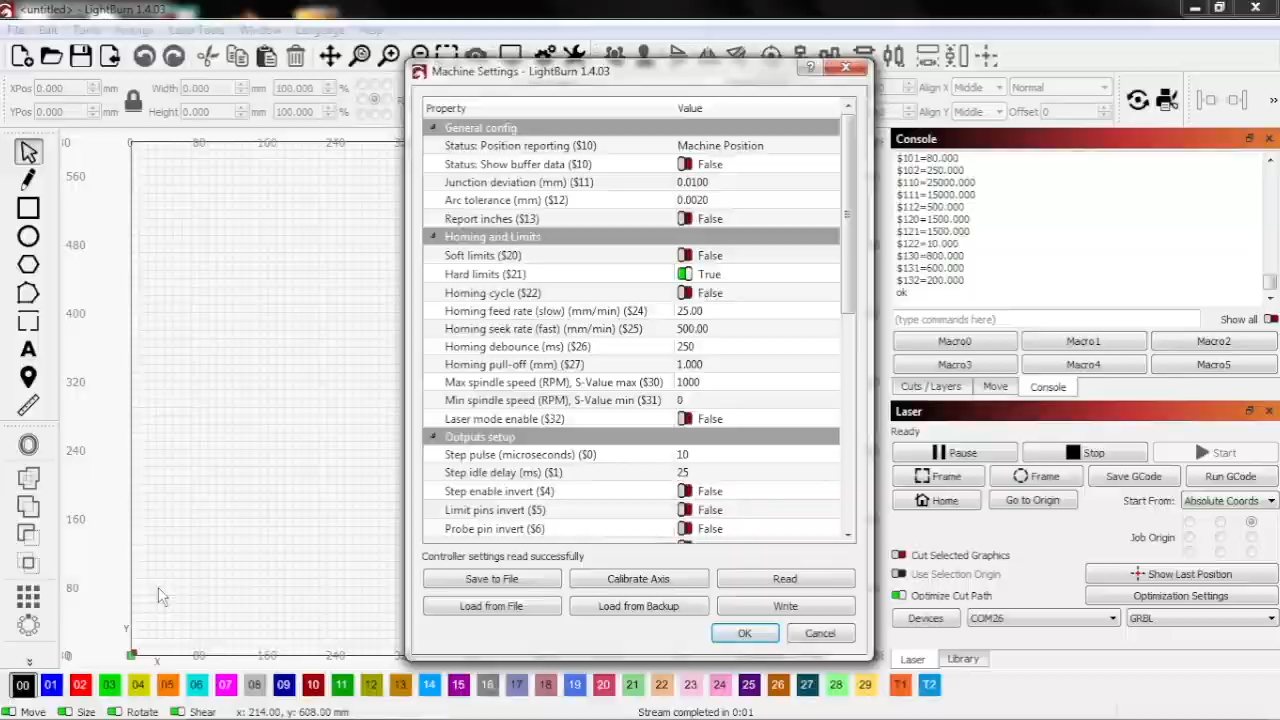 <untitled> - LightBurn 1.4.03
File Edit Tools Arrange Laser Tools Window Language Help
XPos 0.000 mm Width 0.000 mm 100.000 %
YPos 0.000 mm Height 0.000 mm 100.000 %
Align X Middle Normal
Align Y Middle Offset 0
Machine Settings - LightBurn 1.4.03
Property Value
General config
Status: Position reporting ($10) Machine Position
Status: Show buffer data ($10) False
Junction deviation (mm) ($11) 0.0100
Arc tolerance (mm) ($12) 0.0020
Report inches ($13) False
Homing and Limits
Soft limits ($20) False
Hard limits ($21) True
Homing cycle ($22) False
Homing feed rate (slow) (mm/min) ($24) 25.00
Homing seek rate (fast) (mm/min) ($25) 500.00
Homing debounce (ms) ($26) 250
Homing pull-off (mm) ($27) 1.000
Max spindle speed (RPM), S-Value max ($30) 1000
Min spindle speed (RPM), S-Value min ($31) 0
Laser mode enable ($32) False
Outputs setup
Step pulse (microseconds) ($0) 10
Step idle delay (ms) ($1) 25
Step enable invert ($4) False
Limit pins invert ($5) False
Probe pin invert ($6) False
Controller settings read successfully
Save to File Calibrate Axis Read
Load from File Load from Backup Write
OK Cancel
0 80 160 240
560
480
400
320
240
160
80
Y
X
0 80 160 240
Console
$101=80.000
$102=250.000
$110=25000.000
$111=15000.000
$112=500.000
$120=1500.000
$121=1500.000
$122=10.000
$130=800.000
$131=600.000
$132=200.000
ok
(type commands here) Show all
Macro0 Macro1 Macro2
Macro3 Macro4 Macro5
Cuts / Layers Move Console
Laser
Ready
Pause Stop Start
Frame Frame Save GCode Run GCode
Home Go to Origin Start From: Absolute Coords
Job Origin
Cut Selected Graphics
Use Selection Origin Show Last Position
Optimize Cut Path Optimization Settings
Devices COM26 GRBL
Laser Library
00 01 02 03 04 05 06 07 08 09 10 11 12 13 14 15 16 17 18 19 20 21 22 23 24 25 26 27 28 29 T1 T2
Move Size Rotate Shear x: 214.00, y: 608.00 mm Stream completed in 0:01